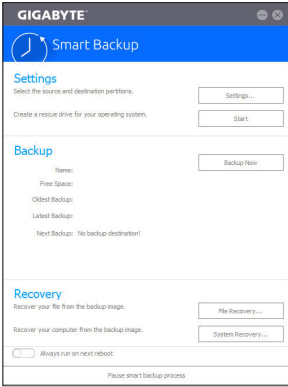 GIGABYTE™
Smart Backup
Settings
Select the source and destination partitions.
Settings...
Create a rescue drive for your operating system.
Start
Backup
Backup Now
Name:
Free Space:
Oldest Backup:
Latest Backup:
Next Backup: No backup destination!
Recovery
Recover your file from the backup image.
File Recovery...
Recover your computer from the backup image.
System Recovery...
Always run on next reboot
Pause smart backup process